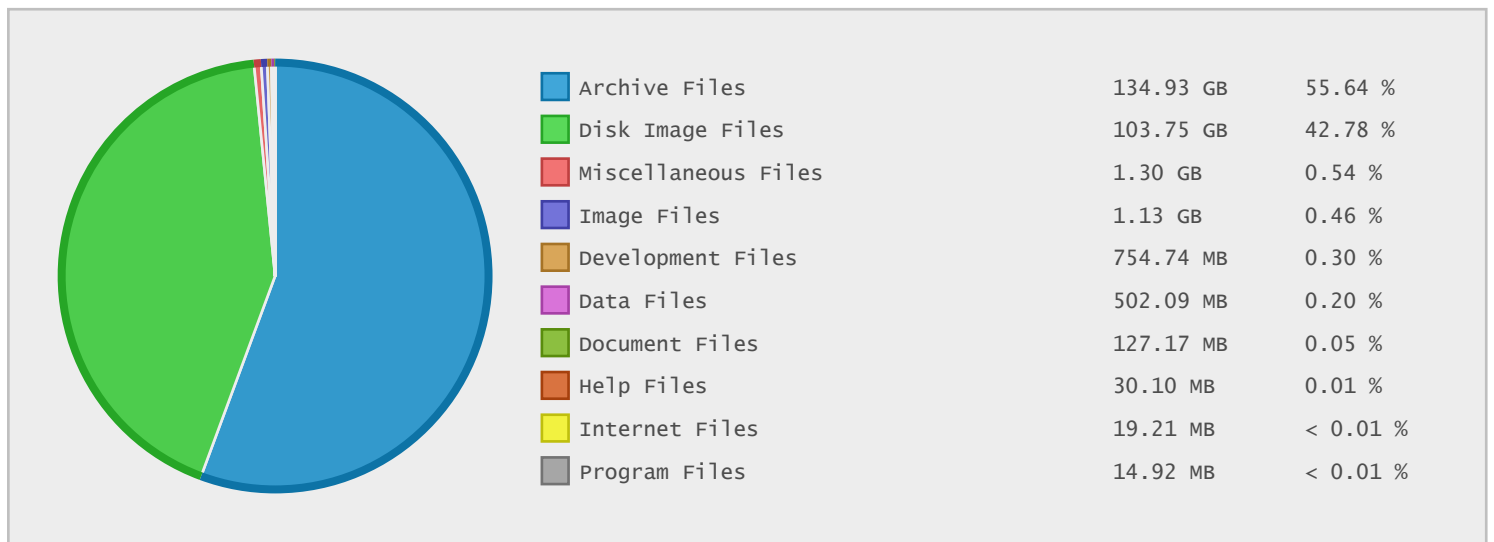 Archive Files 134.93 GB 55.64 %
Disk Image Files 103.75 GB 42.78 %
Miscellaneous Files 1.30 GB 0.54 %
Image Files 1.13 GB 0.46 %
Development Files 754.74 MB 0.30 %
Data Files 502.09 MB 0.20 %
Document Files 127.17 MB 0.05 %
Help Files 30.10 MB 0.01 %
Internet Files 19.21 MB < 0.01 %
Program Files 14.92 MB < 0.01 %